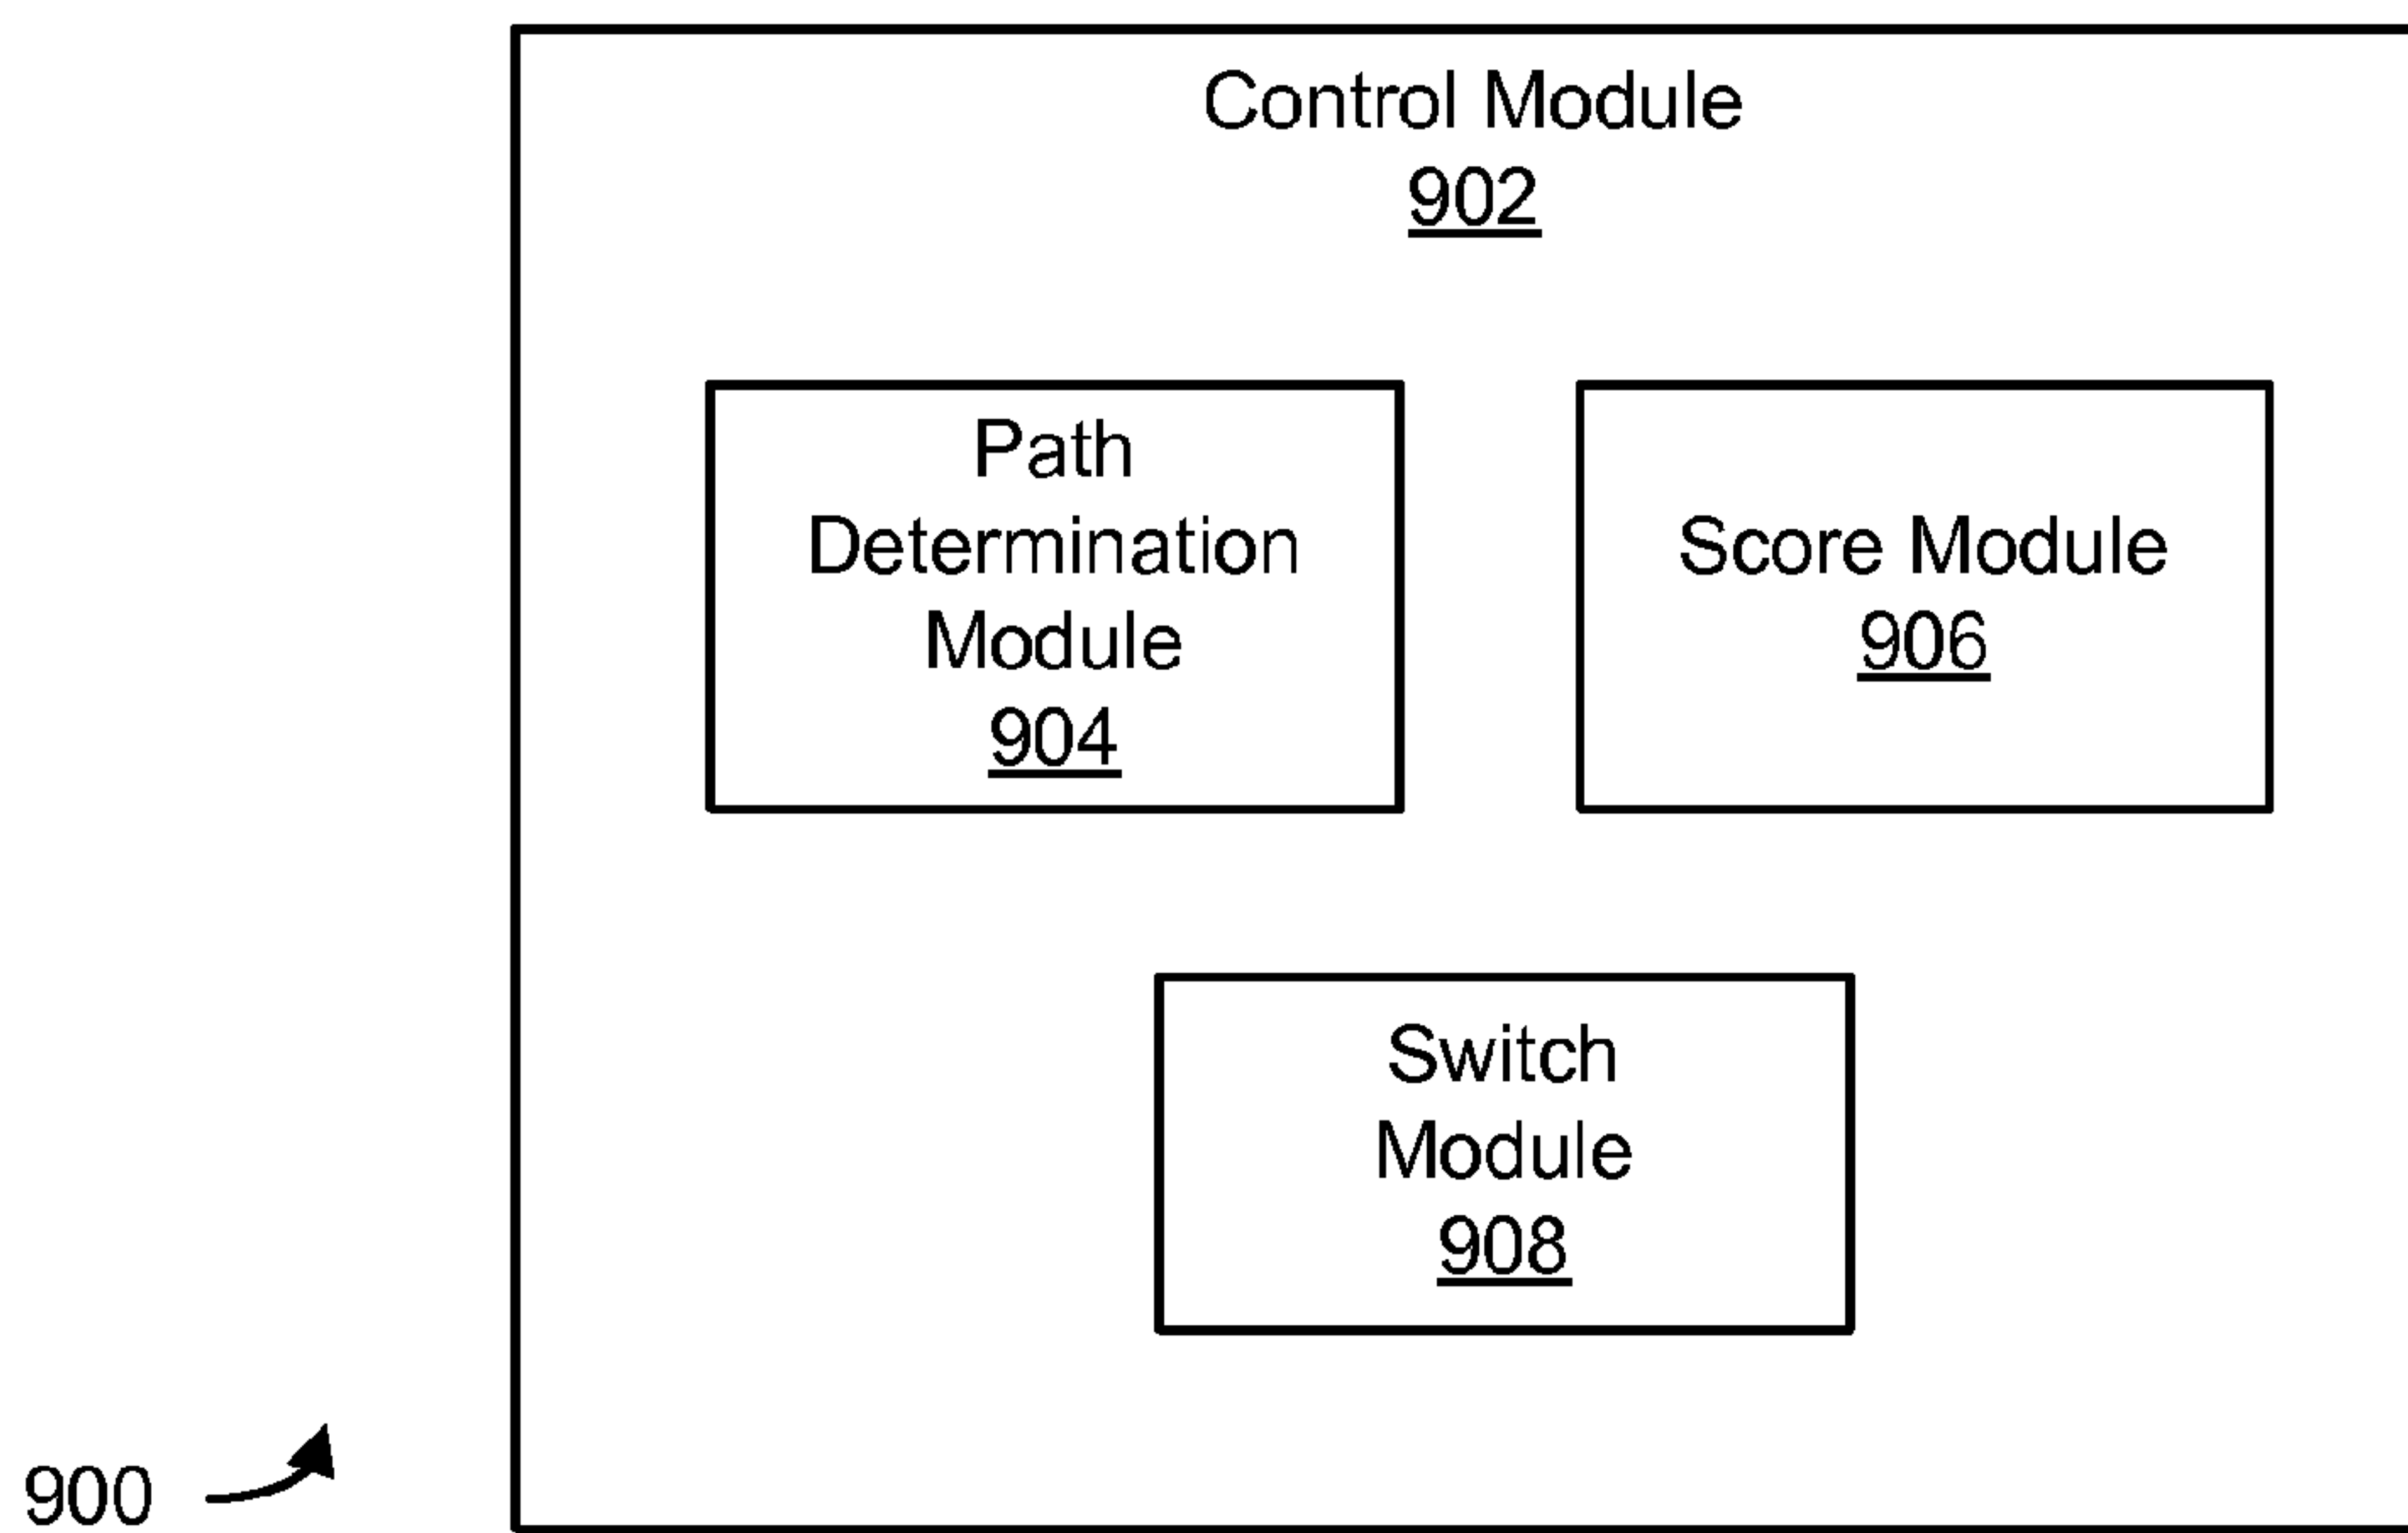 Control Module
902
Path
Determination
Module
904
Score Module
906
Switch
Module
908
900